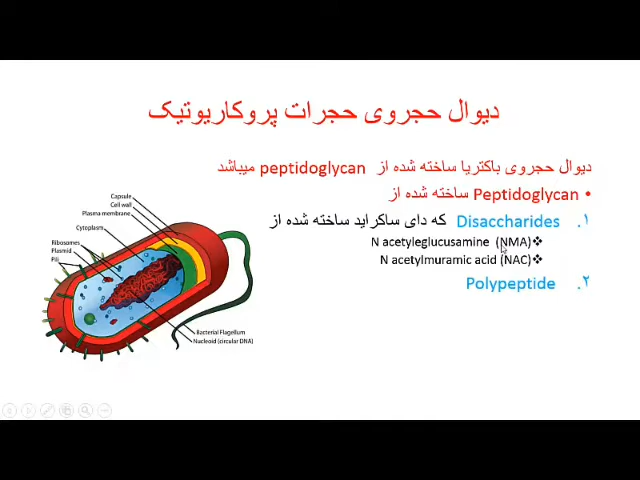 دیوال حجروی حجرات پروکاریوتیک
دیوال حجروی باکتریا ساخته شده از peptidoglycan میباشد
• Peptidoglycan ساخته شده از
۱. Disaccharides که دای ساکراید ساخته شده از
❖N acetyleglucusamine (NMA)
❖N acetylmuramic acid (NAC)
۲. Polypeptide
Capsule
Cell wall
Plasma membrane
Cytoplasm
Ribosomes
Plasmid
Pili
Bacterial Flagellum
Nucleoid (circular DNA)